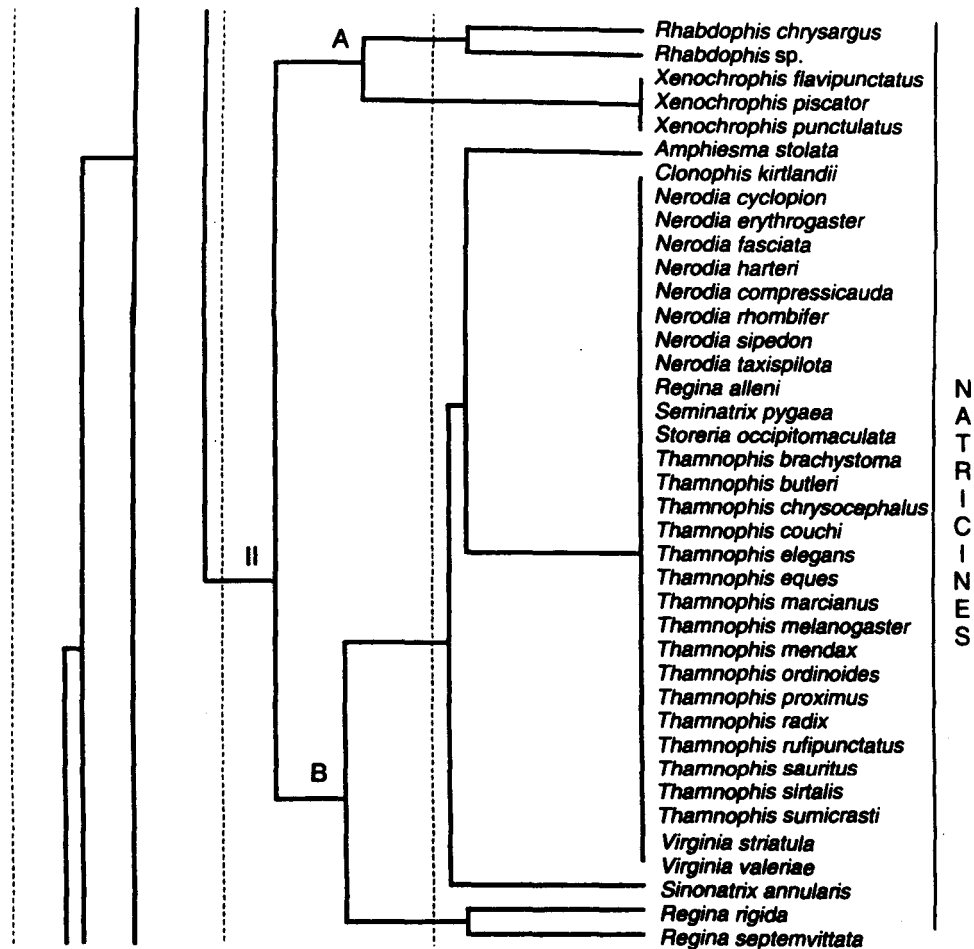 A
Rhabdophis chrysargus
Rhabdophis sp.
Xenochrophis flavipunctatus
Xenochrophis piscator
Xenochrophis punctulatus
Amphiesma stolata
Clonophis kirtlandii
Nerodia cyclopion
Nerodia erythrogaster
Nerodia fasciata
Nerodia harteri
Nerodia compressicauda
Nerodia rhombifer
Nerodia sipedon
Nerodia taxispilota
Regina alleni
Seminatrix pygaea
Storeria occipitomaculata
Thamnophis brachystoma
Thamnophis butleri
Thamnophis chrysocephalus
Thamnophis couchi
II
Thamnophis elegans
Thamnophis eques
Thamnophis marcianus
Thamnophis melanogaster
Thamnophis mendax
Thamnophis ordinoides
Thamnophis proximus
Thamnophis radix
Thamnophis rufipunctatus
B
Thamnophis sauritus
Thamnophis sirtalis
Thamnophis sumicrasti
Virginia striatula
Virginia valeriae
Sinonatrix annularis
Regina rigida
Regina septemvittata
NATRICINES